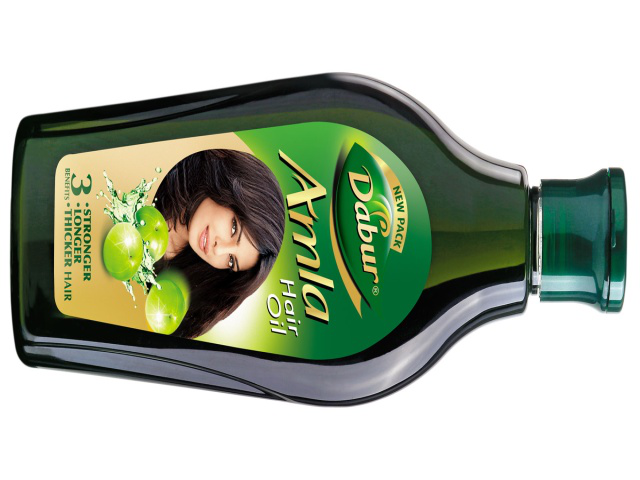 NEW PACK
Dabur®
Amla
Hair
Oil
3
BENEFITS
• STRONGER
• LONGER
• THICKER HAIR